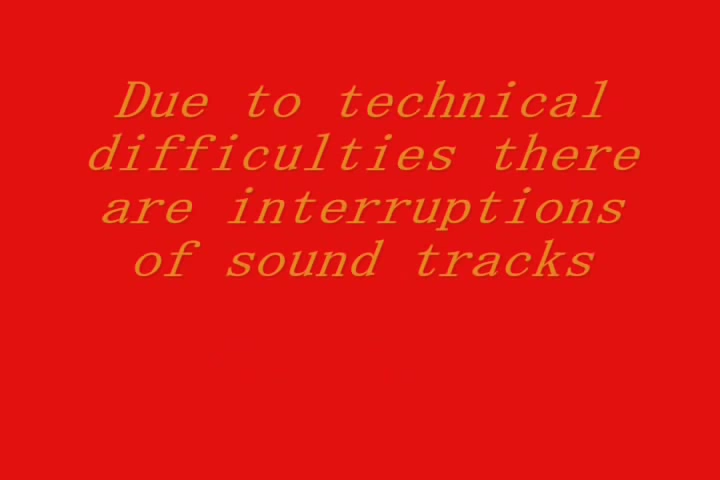 Due to technical
difficulties there
are interruptions
of sound tracks